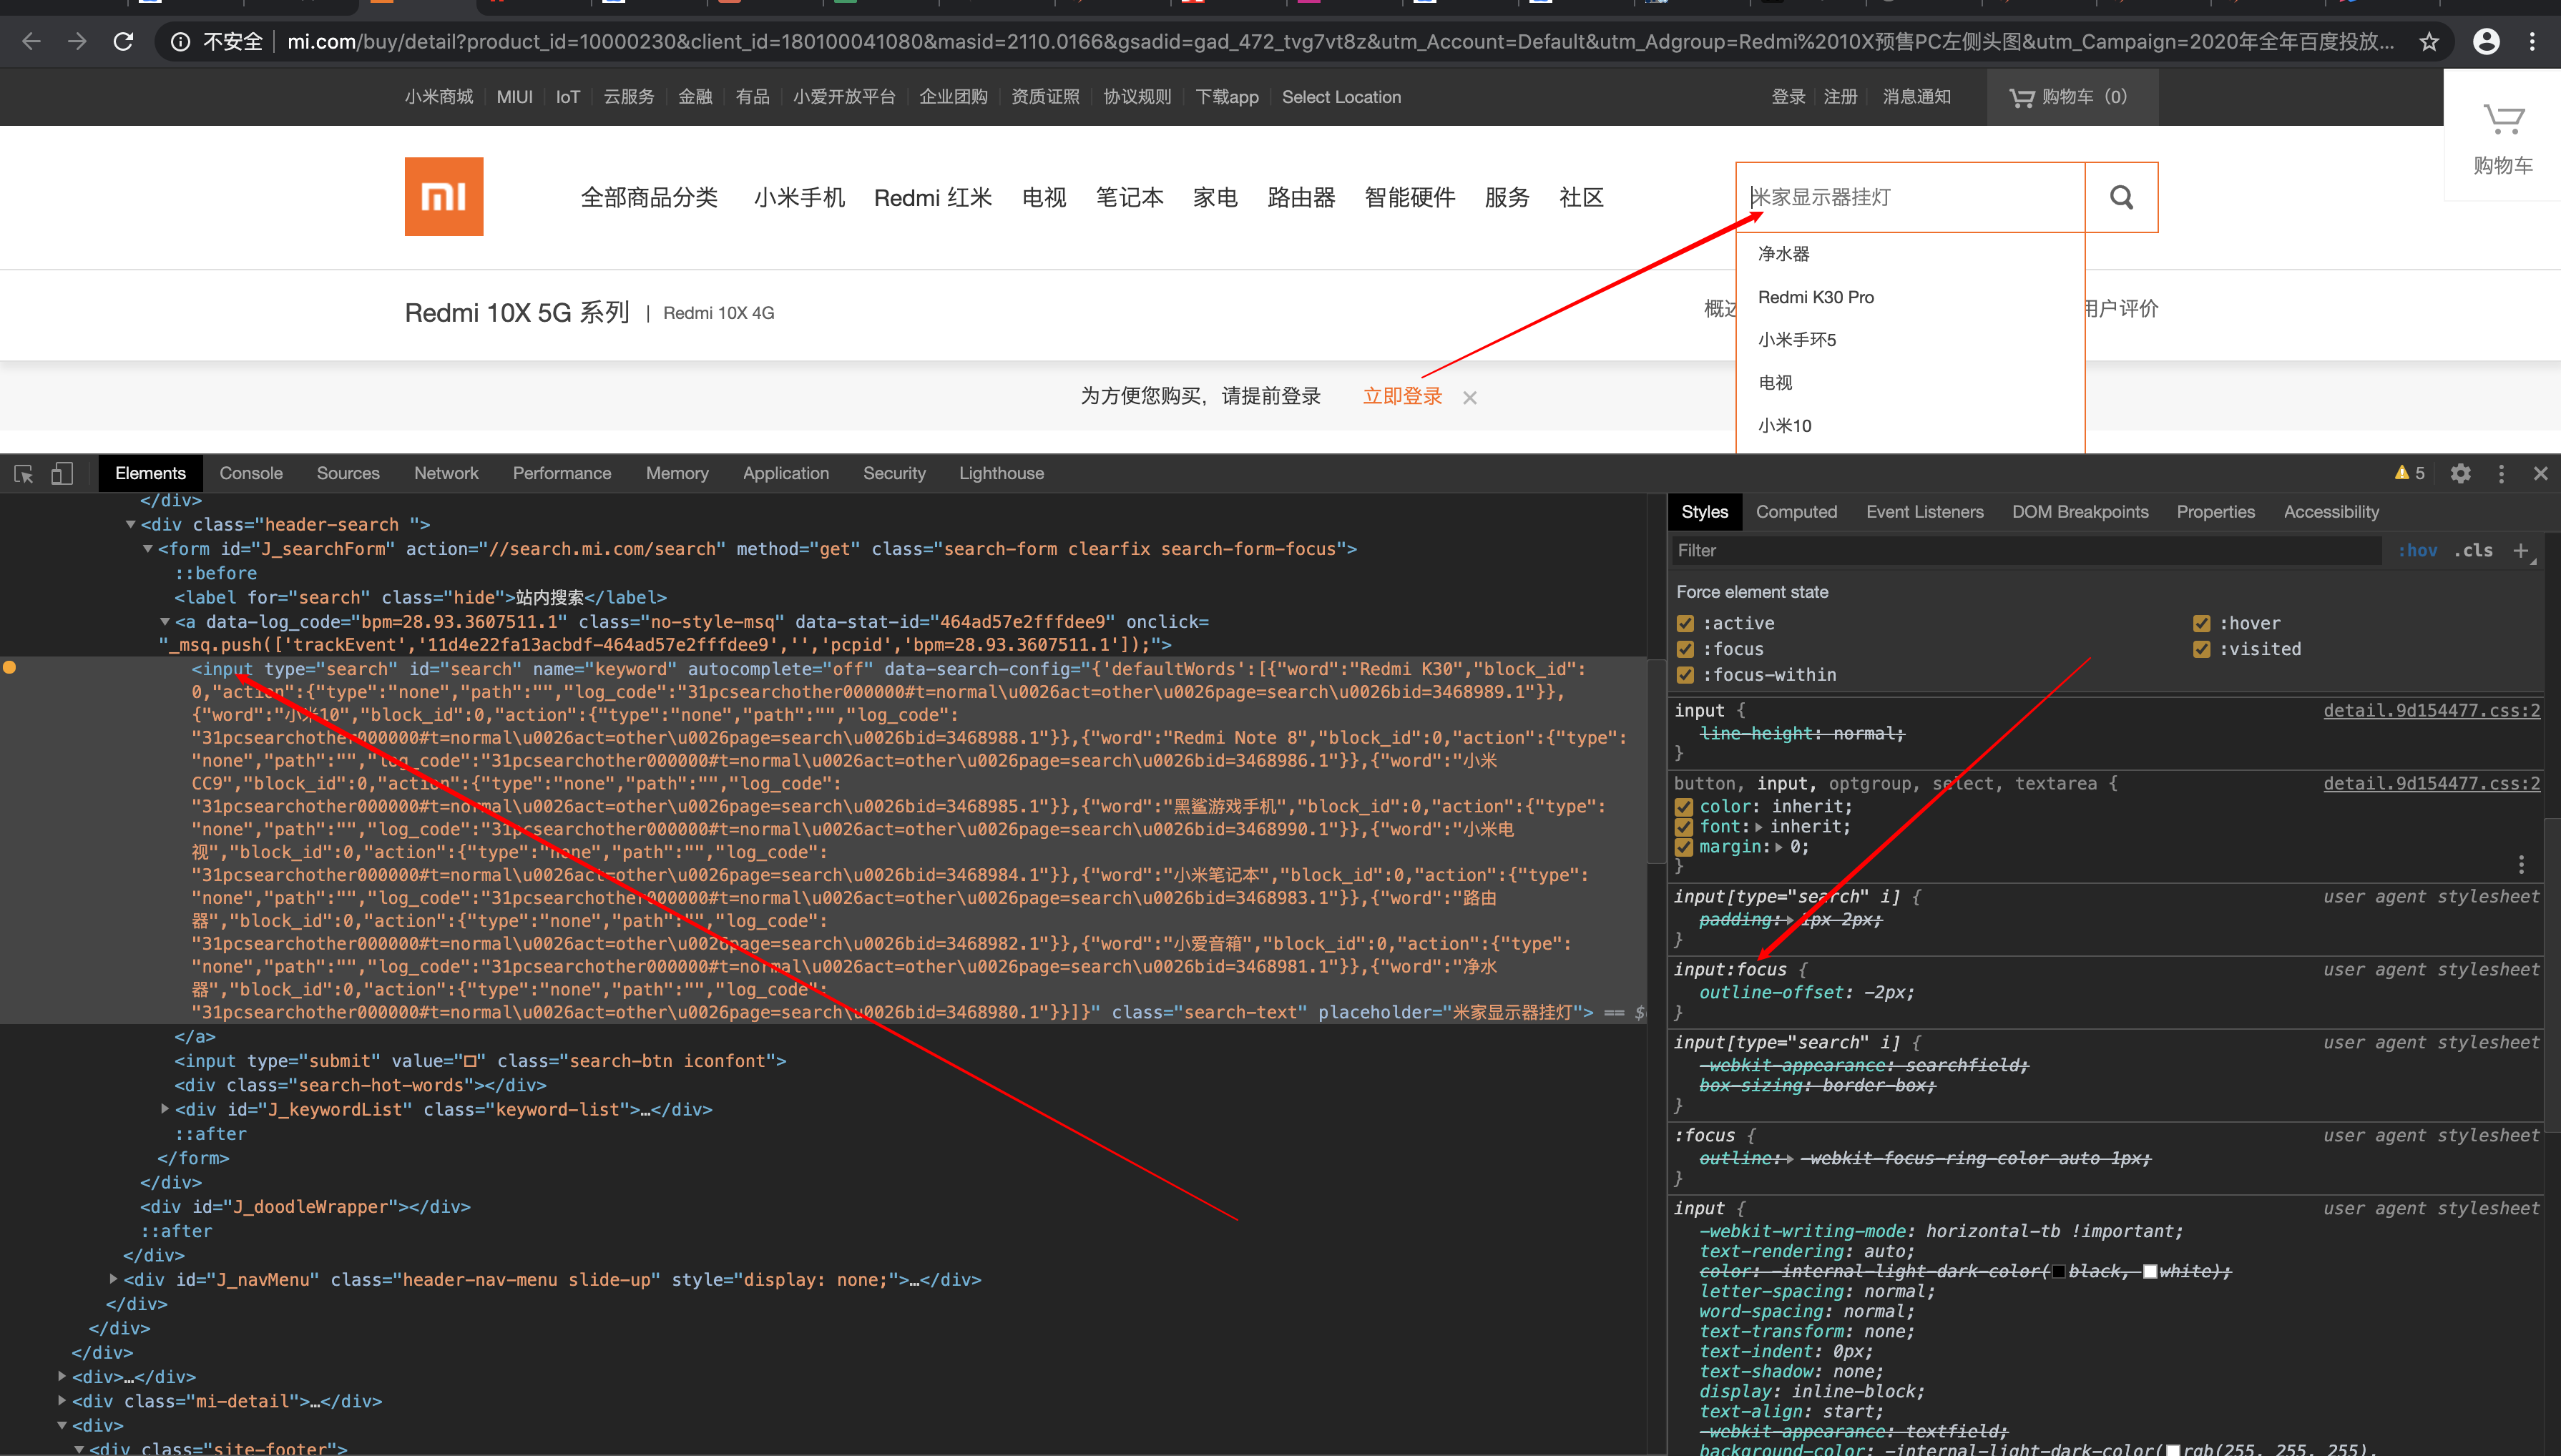 不安全 mi.com/buy/detail?product_id=10000230&client_id=180100041080&masid=2110.0166&gsadid=gad_472_tvg7vt8z&utm_Account=Default&utm_Adgroup=Redmi%2010X预售PC左侧头图&utm_Campaign=2020年全年百度投放...
小米商城 MIUI IoT 云服务 金融 有品 小爱开放平台 企业团购 资质证照 协议规则 下载app Select Location 登录 注册 消息通知 购物车（0）
购物车
mi 全部商品分类 小米手机 Redmi 红米 电视 笔记本 家电 路由器 智能硬件 服务 社区 米家显示器挂灯
净水器
Redmi K30 Pro
小米手环5
电视
小米10
Redmi 10X 5G 系列 | Redmi 10X 4G 用户评价
为方便您购买，请提前登录 立即登录
Elements Console Sources Network Performance Memory Application Security Lighthouse 5
</div>
<div class="header-search ">
<form id="J_searchForm" action="//search.mi.com/search" method="get" class="search-form clearfix search-form-focus">
::before
<label for="search" class="hide">站内搜索</label>
<a data-log_code="bpm=28.93.3607511.1" class="no-style-msq" data-stat-id="464ad57e2fffdee9" onclick=
"_msq.push(['trackEvent','11d4e22fa13acbdf-464ad57e2fffdee9','','pcpid','bpm=28.93.3607511.1']);">
<input type="search" id="search" name="keyword" autocomplete="off" data-search-config="{'defaultWords':[{"word":"Redmi K30","block_id":
0,"action":{"type":"none","path":"","log_code":"31pcsearchother000000#t=normal\u0026act=other\u0026page=search\u0026bid=3468989.1"}},
{"word":"小米10","block_id":0,"action":{"type":"none","path":"","log_code":
"31pcsearchother000000#t=normal\u0026act=other\u0026page=search\u0026bid=3468988.1"}},{"word":"Redmi Note 8","block_id":0,"action":{"type":
"none","path":"","log_code":"31pcsearchother000000#t=normal\u0026act=other\u0026page=search\u0026bid=3468986.1"}},{"word":"小米
CC9","block_id":0,"action":{"type":"none","path":"","log_code":
"31pcsearchother000000#t=normal\u0026act=other\u0026page=search\u0026bid=3468985.1"}},{"word":"黑鲨游戏手机","block_id":0,"action":{"type":
"none","path":"","log_code":"31pcsearchother000000#t=normal\u0026act=other\u0026page=search\u0026bid=3468990.1"}},{"word":"小米电
视","block_id":0,"action":{"type":"none","path":"","log_code":
"31pcsearchother000000#t=normal\u0026act=other\u0026page=search\u0026bid=3468984.1"}},{"word":"小米笔记本","block_id":0,"action":{"type":
"none","path":"","log_code":"31pcsearchother000000#t=normal\u0026act=other\u0026page=search\u0026bid=3468983.1"}},{"word":"路由
器","block_id":0,"action":{"type":"none","path":"","log_code":
"31pcsearchother000000#t=normal\u0026act=other\u0026page=search\u0026bid=3468982.1"}},{"word":"小爱音箱","block_id":0,"action":{"type":
"none","path":"","log_code":"31pcsearchother000000#t=normal\u0026act=other\u0026page=search\u0026bid=3468981.1"}},{"word":"净水
器","block_id":0,"action":{"type":"none","path":"","log_code":
"31pcsearchother000000#t=normal\u0026act=other\u0026page=search\u0026bid=3468980.1"}}]}" class="search-text" placeholder="米家显示器挂灯"> == $
</a>
<input type="submit" value="□" class="search-btn iconfont">
<div class="search-hot-words"></div>
<div id="J_keywordList" class="keyword-list">…</div>
::after
</form>
</div>
<div id="J_doodleWrapper"></div>
::after
</div>
<div id="J_navMenu" class="header-nav-menu slide-up" style="display: none;">…</div>
</div>
</div>
</div>
<div>…</div>
<div class="mi-detail">…</div>
<div>
<div class="site-footer">
Styles Computed Event Listeners DOM Breakpoints Properties Accessibility
Filter :hov .cls +
Force element state
:active :hover
:focus :visited
:focus-within
input { detail.9d154477.css:2
line-height: normal;
}
button, input, optgroup, select, textarea { detail.9d154477.css:2
color: inherit;
font: inherit;
margin: 0;
}
input[type="search" i] { user agent stylesheet
padding: 1px 2px;
}
input:focus { user agent stylesheet
outline-offset: -2px;
}
input[type="search" i] { user agent stylesheet
-webkit-appearance: searchfield;
box-sizing: border-box;
}
:focus { user agent stylesheet
outline: -webkit-focus-ring-color auto 1px;
}
input { user agent stylesheet
-webkit-writing-mode: horizontal-tb !important;
text-rendering: auto;
color: -internal-light-dark-color(black, white);
letter-spacing: normal;
word-spacing: normal;
text-transform: none;
text-indent: 0px;
text-shadow: none;
display: inline-block;
text-align: start;
-webkit-appearance: textfield;
background-color: -internal-light-dark-color(rgb(255, 255, 255),